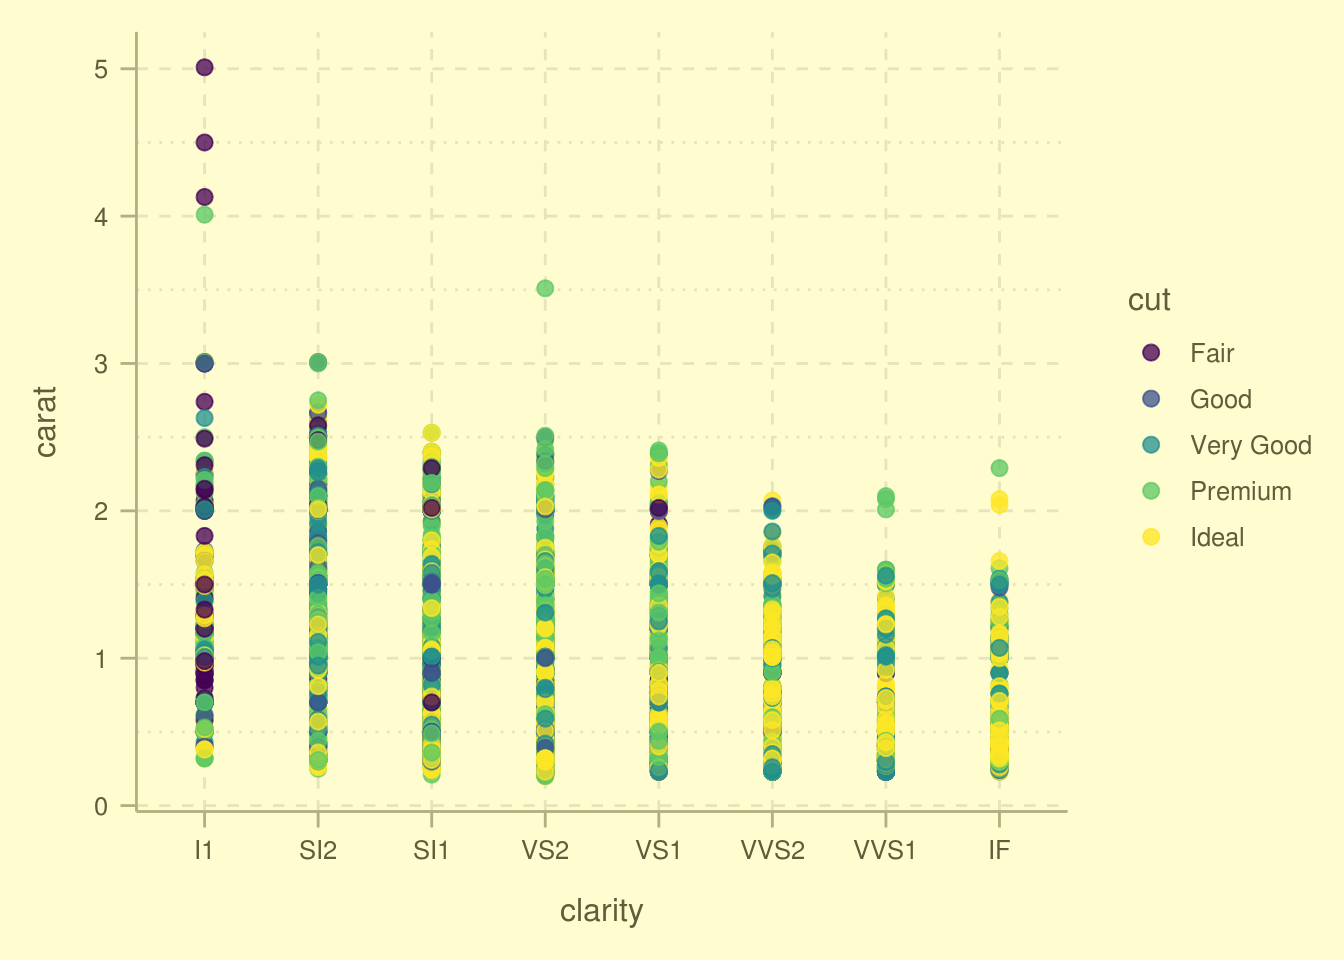 5
4
3
2
1
0
carat
I1 SI2 SI1 VS2 VS1 VVS2 VVS1 IF
clarity
cut
Fair
Good
Very Good
Premium
Ideal